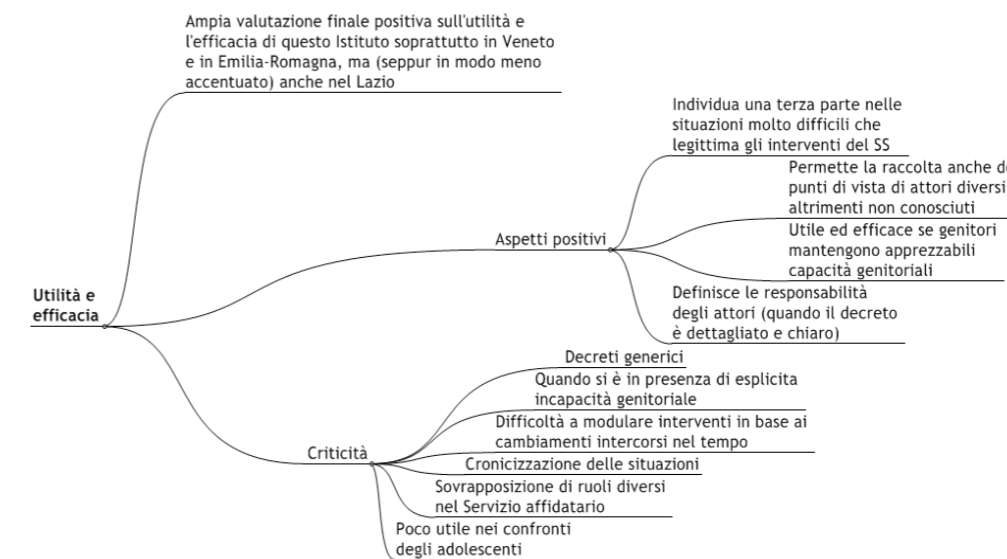 Ampia valutazione finale positiva sull'utilità e
l'efficacia di questo Istituto soprattutto in Veneto
e in Emilia-Romagna, ma (seppur in modo meno
accentuato) anche nel Lazio
Individua una terza parte nelle
situazioni molto difficili che
legittima gli interventi del SS
Permette la raccolta anche
punti di vista di attori diversi
altrimenti non conosciuti
Aspetti positivi
Utile ed efficace se genitori
mantengono apprezzabili
capacità genitoriali
Definisce le responsabilità
degli attori (quando il decreto
è dettagliato e chiaro)
Utilità e
efficacia
Decreti generici
Quando si è in presenza di esplicita
incapacità genitoriale
Difficoltà a modulare interventi in base ai
cambiamenti intercorsi nel tempo
Criticità
Cronicizzazione delle situazioni
Sovrapposizione di ruoli diversi
nel Servizio affidatario
Poco utile nei confronti
degli adolescenti